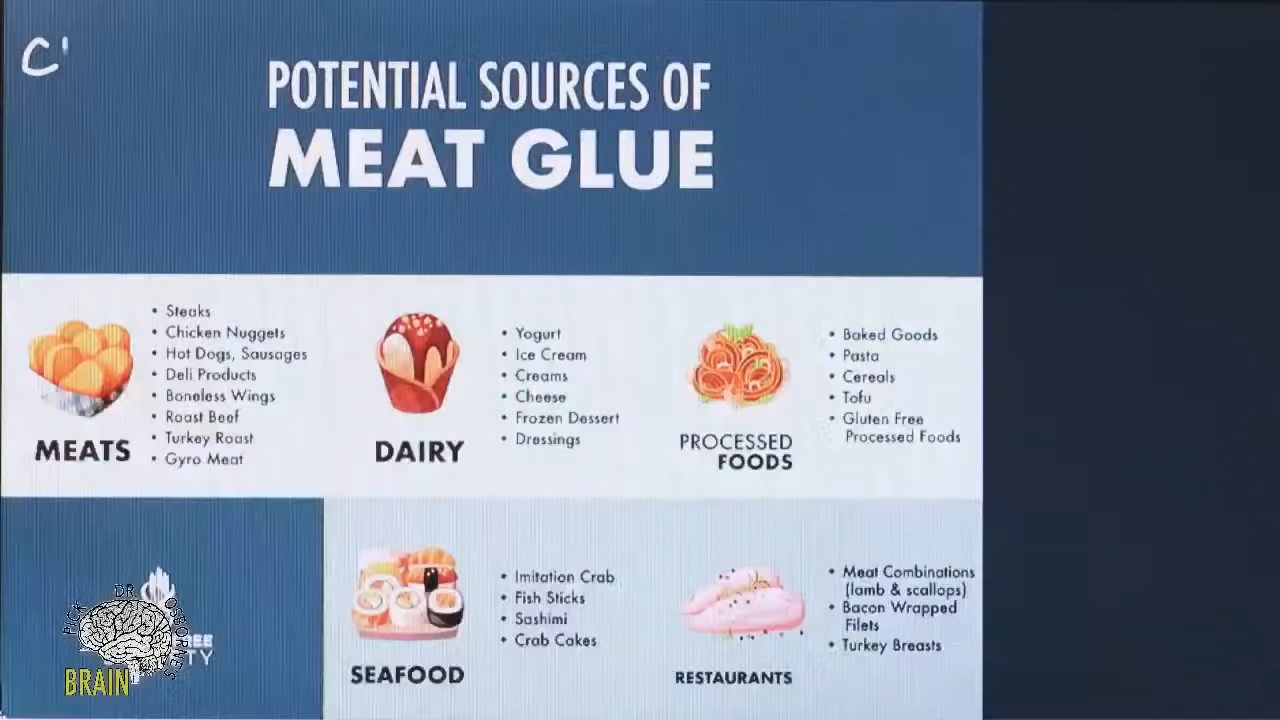 C'
POTENTIAL SOURCES OF
MEAT GLUE
• Steaks
• Chicken Nuggets
• Hot Dogs, Sausages
• Deli Products
• Boneless Wings
• Roast Beef
• Turkey Roast
• Gyro Meat
MEATS
• Yogurt
• Ice Cream
• Creams
• Cheese
• Frozen Dessert
• Dressings
DAIRY
• Baked Goods
• Pasta
• Cereals
• Tofu
• Gluten Free
Processed Foods
PROCESSED
FOODS
• Imitation Crab
• Fish Sticks
• Sashimi
• Crab Cakes
SEAFOOD
• Meat Combinations
(lamb & scallops)
• Bacon Wrapped
Filets
• Turkey Breasts
RESTAURANTS
PICK DR OSBORNE'S
BRAIN